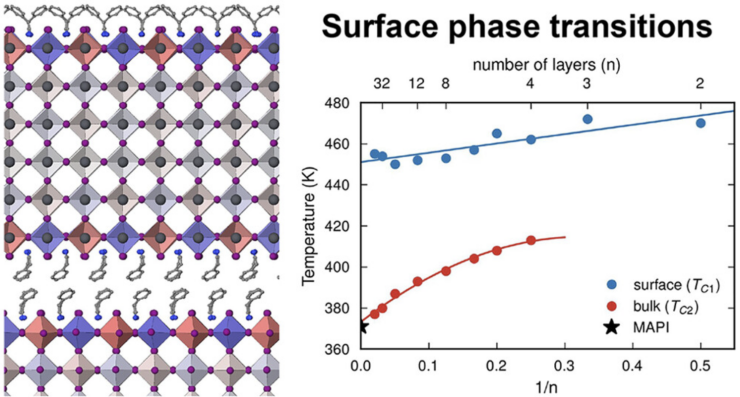 Surface phase transitions
number of layers (n)
32 12 8 4 3 2
480
460
440
420
400
380
360
Temperature (K)
surface (T_C1)
bulk (T_C2)
MAPI
0.0 0.1 0.2 0.3 0.4 0.5
1/n